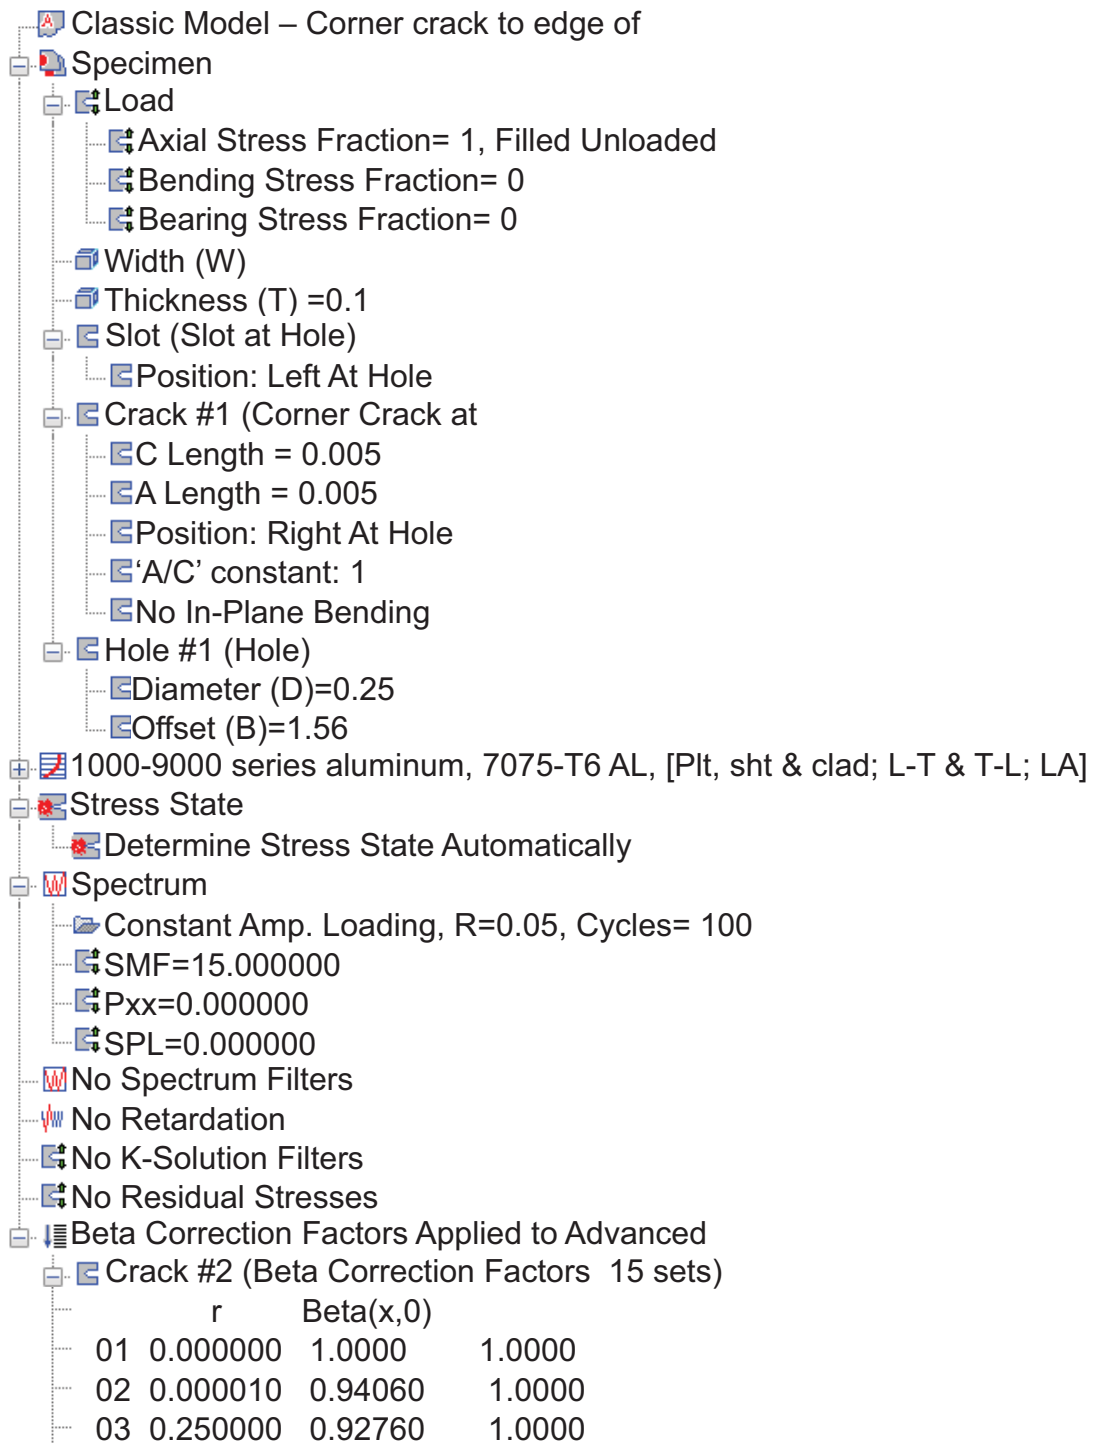 Classic Model – Corner crack to edge of
Specimen
Load
Axial Stress Fraction= 1, Filled Unloaded
Bending Stress Fraction= 0
Bearing Stress Fraction= 0
Width (W)
Thickness (T) =0.1
Slot (Slot at Hole)
Position: Left At Hole
Crack #1 (Corner Crack at
C Length = 0.005
A Length = 0.005
Position: Right At Hole
‘A/C’ constant: 1
No In-Plane Bending
Hole #1 (Hole)
Diameter (D)=0.25
Offset (B)=1.56
1000-9000 series aluminum, 7075-T6 AL, [Plt, sht & clad; L-T & T-L; LA]
Stress State
Determine Stress State Automatically
Spectrum
Constant Amp. Loading, R=0.05, Cycles= 100
SMF=15.000000
Pxx=0.000000
SPL=0.000000
No Spectrum Filters
No Retardation
No K-Solution Filters
No Residual Stresses
Beta Correction Factors Applied to Advanced
Crack #2 (Beta Correction Factors 15 sets)
r Beta(x,0)
01 0.000000 1.0000 1.0000
02 0.000010 0.94060 1.0000
03 0.250000 0.92760 1.0000